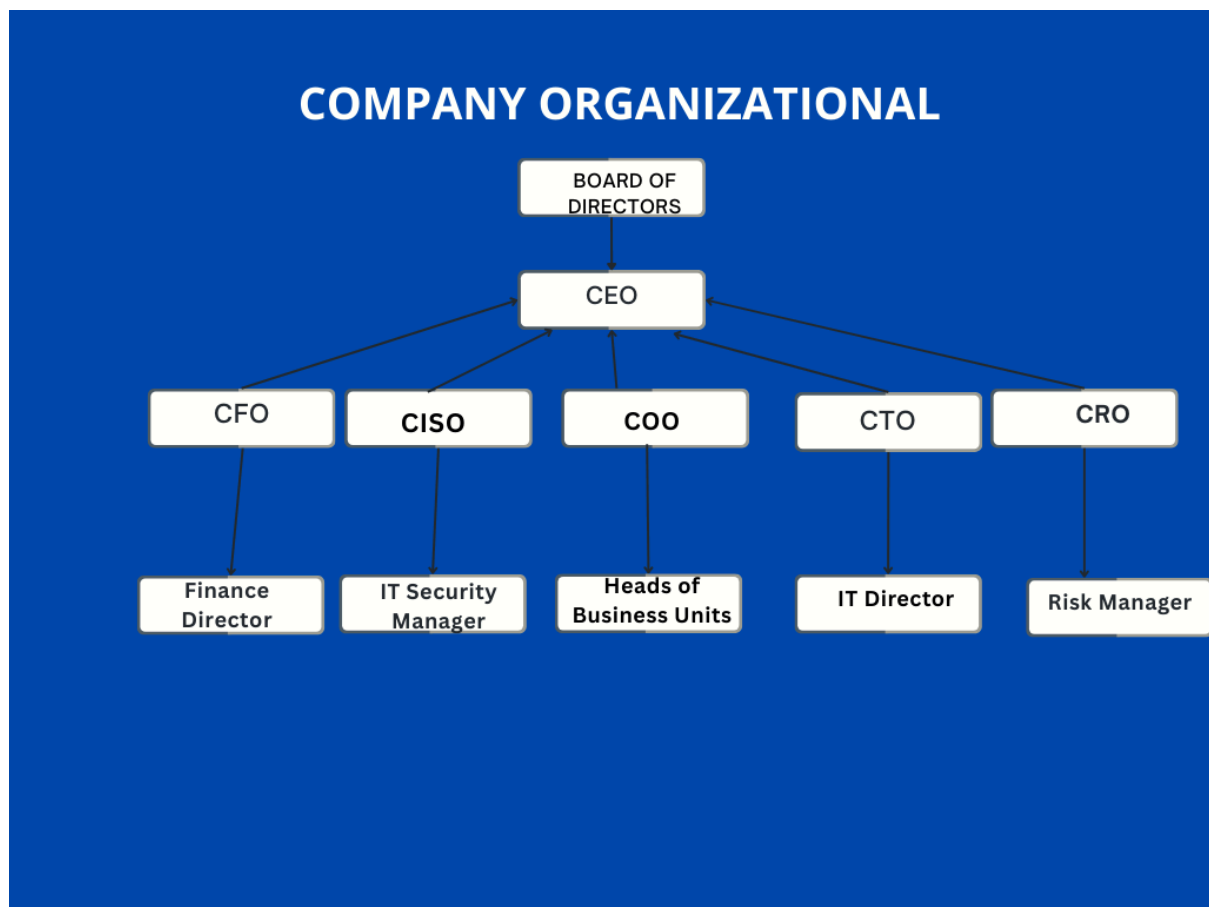 COMPANY ORGANIZATIONAL
BOARD OF
DIRECTORS
CEO
CFO
CISO
COO
CTO
CRO
Finance
Director
IT Security
Manager
Heads of
Business Units
IT Director
Risk Manager